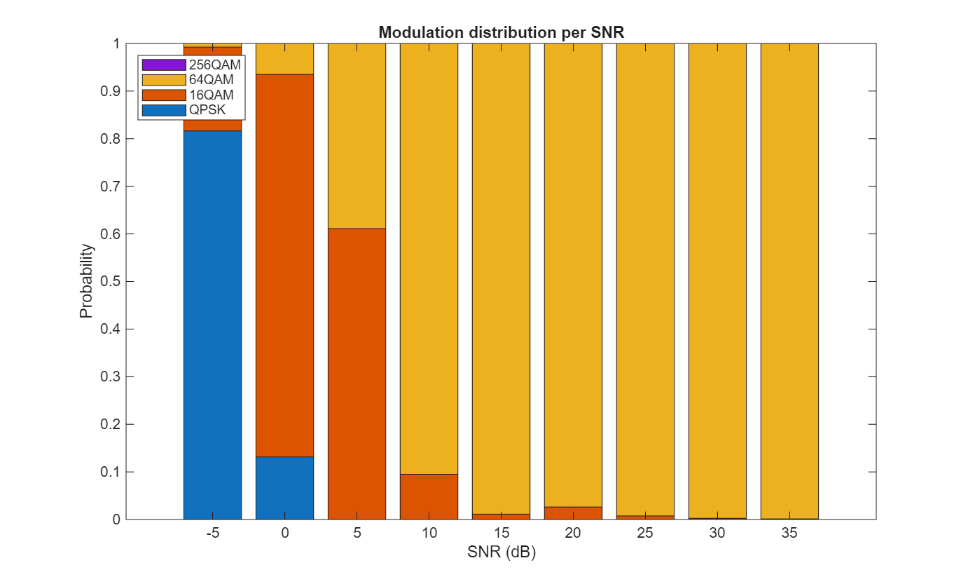 Modulation distribution per SNR
256QAM
64QAM
16QAM
QPSK
1
0.9
0.8
0.7
0.6
0.5
0.4
0.3
0.2
0.1
0
Probability
-5 0 5 10 15 20 25 30 35
SNR (dB)